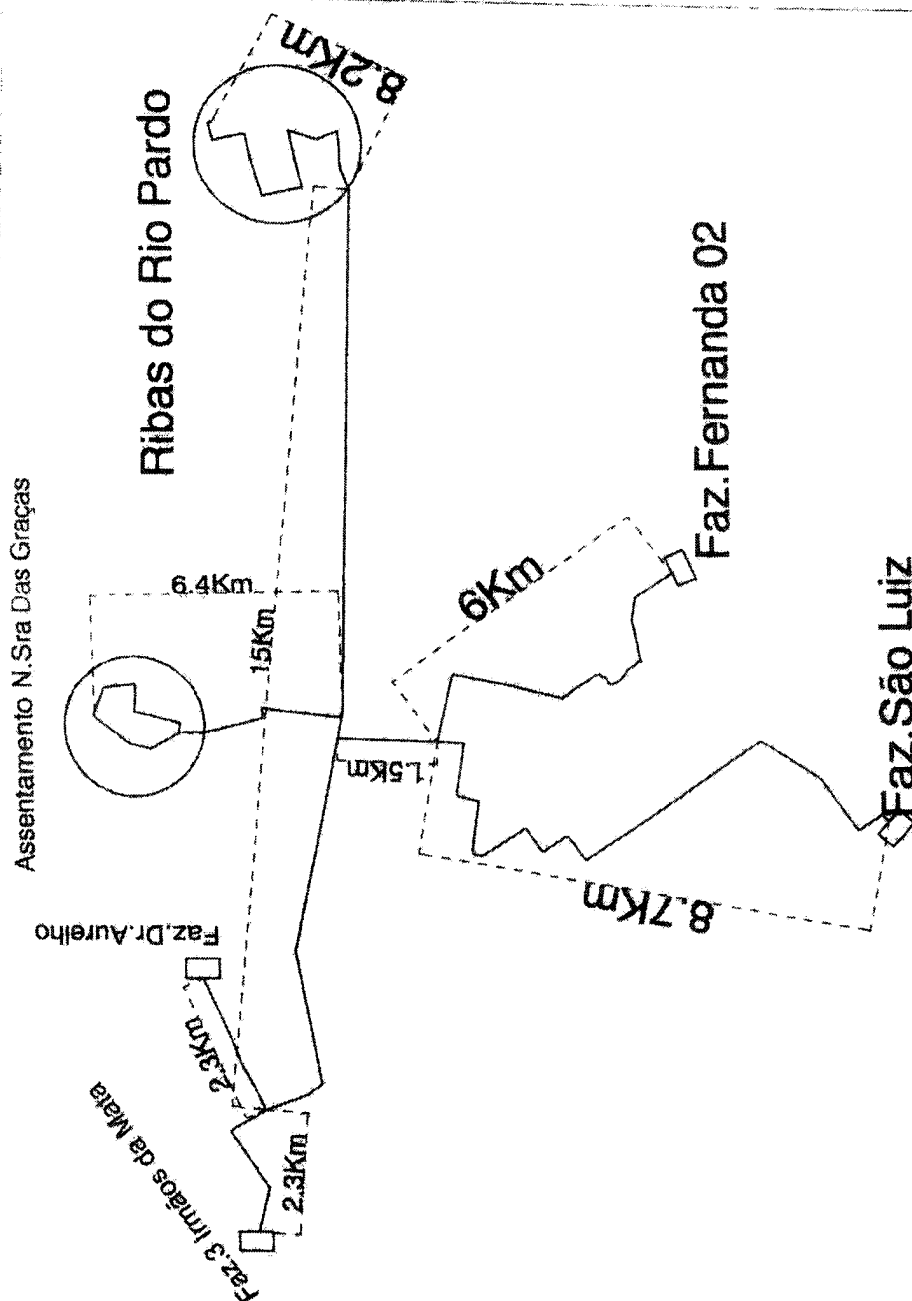 8.2Km
Ribas do Rio Pardo
Assentamento N.Sra Das Graças
6.4Km
15Km
6Km
Faz.Fernanda 02
1.5Km
8.7Km
Faz.São Luiz
Faz.Dr.Aurelho
2.3Km
Faz.3 Irmãos da Mata
2.3Km